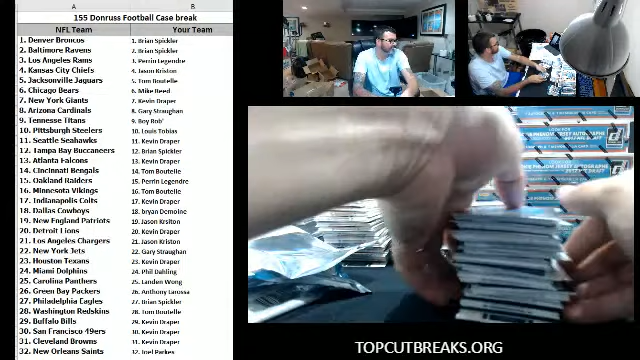 A B
155 Donruss Football Case break
NFL Team Your Team
1. Denver Broncos 1. Brian Spickler
2. Baltimore Ravens 2. Brian Spickler
3. Los Angeles Rams 3. Perrin Legendre
4. Kansas City Chiefs 4. Jason Kriston
5. Jacksonville Jaguars 5. Tom Boutelle
6. Chicago Bears 6. Mike Reed
7. New York Giants 7. Kevin Draper
8. Arizona Cardinals 8. Gary Straughan
9. Tennesse Titans 9. Boy Rob'
10. Pittsburgh Steelers 10. Louis Tobias
11. Seattle Seahawks 11. Kevin Draper
12. Tampa Bay Buccaneers 12. Brian Spickler
13. Atlanta Falcons 13. Kevin Draper
14. Cincinnati Bengals 14. Tom Boutelle
15. Oakland Raiders 15. Perrin Legendre
16. Minnesota Vikings 16. Tom Boutelle
17. Indianapolis Colts 17. Kevin Draper
18. Dallas Cowboys 18. bryan Demoine
19. New England Patriots 19. Jason Kriston
20. Detroit Lions 20. Kevin Draper
21. Los Angeles Chargers 21. Jason Kriston
22. New York Jets 22. Gary Straughan
23. Houston Texans 23. Kevin Draper
24. Miami Dolphins 24. Phil Dahling
25. Carolina Panthers 25. Landen Wong
26. Green Bay Packers 26. Anthony Larossa
27. Philadelphia Eagles 27. Brian Spickler
28. Washington Redskins 28. Tom Boutelle
29. Buffalo Bills 29. Kevin Draper
30. San Francisco 49ers 30. Kevin Draper
31. Cleveland Browns 31. Kevin Draper
32. New Orleans Saints 32. Joel Parkes
TOPCUTBREAKS.ORG